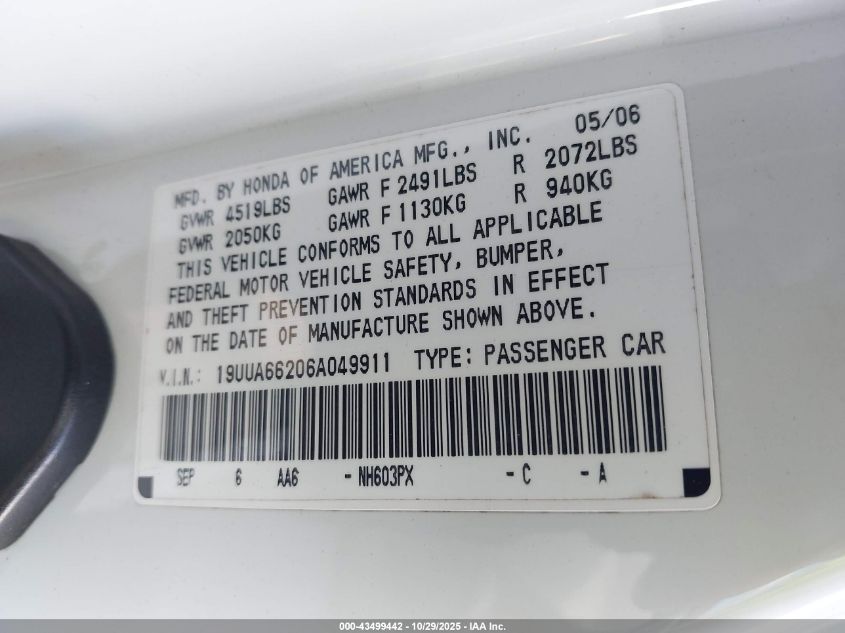 MFD. BY HONDA OF AMERICA MFG., INC. 05/06
GVWR 4519LBS GAWR F 2491LBS R 2072LBS
GVWR 2050KG GAWR F 1130KG R 940KG
THIS VEHICLE CONFORMS TO ALL APPLICABLE
FEDERAL MOTOR VEHICLE SAFETY, BUMPER,
AND THEFT PREVENTION STANDARDS IN EFFECT
ON THE DATE OF MANUFACTURE SHOWN ABOVE.
V.I.N.: 19UUA66206A049911 TYPE: PASSENGER CAR
SEP 6 AA6 - NH603PX - C - A
000-43499442 - 10/29/2025 - IAA Inc.